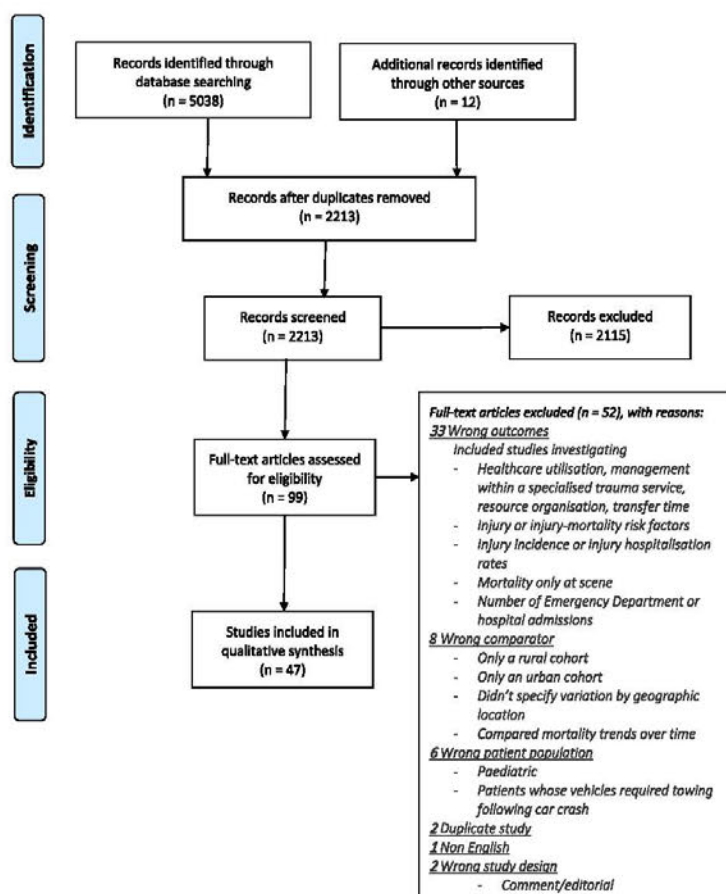 Identification
Records identified through
database searching
(n = 5038)
Additional records identified
through other sources
(n = 12)
Screening
Records after duplicates removed
(n = 2213)
Records screened
(n = 2213)
Records excluded
(n = 2115)
Eligibility
Full-text articles assessed
for eligibility
(n = 99)
Full-text articles excluded (n = 52), with reasons:
33 Wrong outcomes
Included studies investigating
- Healthcare utilisation, management
within a specialised trauma service,
resource organisation, transfer time
- Injury or injury-mortality risk factors
- Injury incidence or injury hospitalisation
rates
- Mortality only at scene
- Number of Emergency Department or
hospital admissions
8 Wrong comparator
- Only a rural cohort
- Only an urban cohort
- Didn't specify variation by geographic
location
- Compared mortality trends over time
6 Wrong patient population
- Paediatric
- Patients whose vehicles required towing
following car crash
2 Duplicate study
1 Non English
2 Wrong study design
- Comment/editorial
Included
Studies included in
qualitative synthesis
(n = 47)